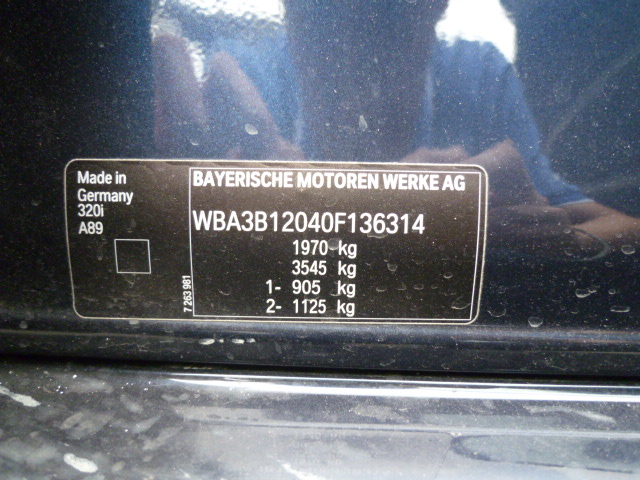 Made in
Germany
320i
A89
7 263 981
BAYERISCHE MOTOREN WERKE AG
WBA3B12040F136314
1970 kg
3545 kg
1- 905 kg
2- 1125 kg